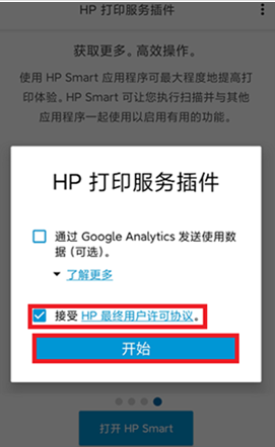 HP 打印服务插件
获取更多。高效操作。
使用 HP Smart 应用程序可最大程度地提高打
印体验。HP Smart 可让您执行扫描并与其他
应用程序一起使用以启用有用的功能。
HP 打印服务插件
通过 Google Analytics 发送使用数
据 (可选)。
了解更多
接受 HP 最终用户许可协议。
开始
打开 HP Smart